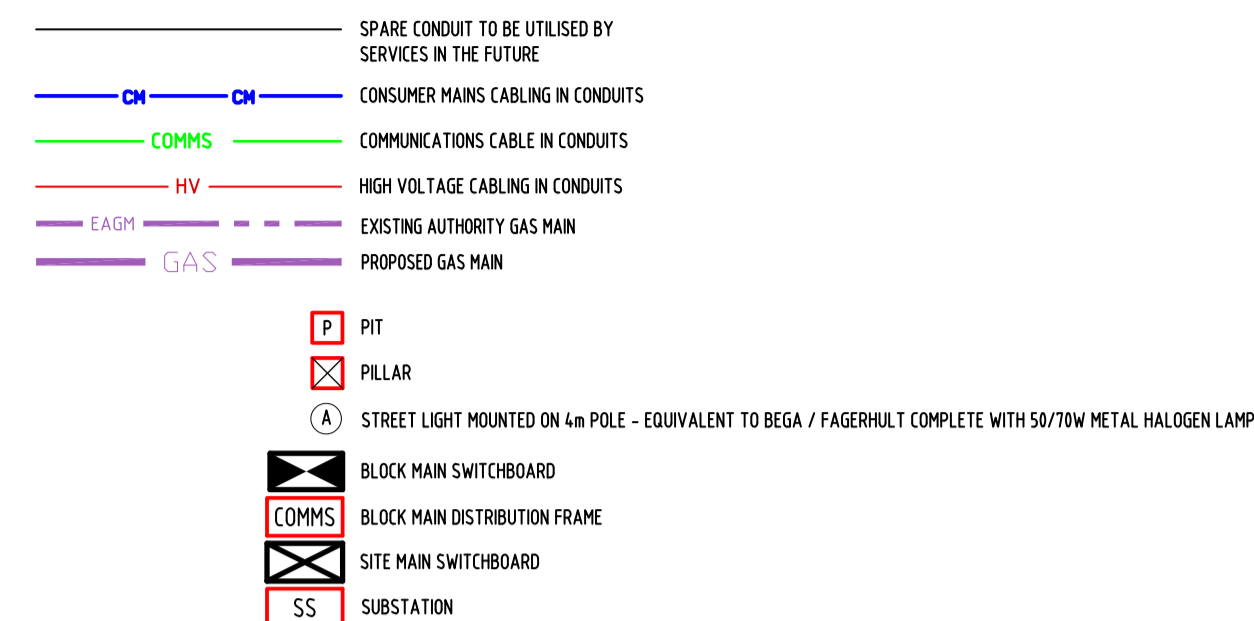 SPARE CONDUIT TO BE UTILISED BY
SERVICES IN THE FUTURE
CM CM CONSUMER MAINS CABLING IN CONDUITS
COMMS COMMUNICATIONS CABLE IN CONDUITS
HV HIGH VOLTAGE CABLING IN CONDUITS
EAGM EXISTING AUTHORITY GAS MAIN
GAS PROPOSED GAS MAIN
P PIT
PILLAR
A STREET LIGHT MOUNTED ON 4m POLE - EQUIVALENT TO BEGA / FAGERHULT COMPLETE WITH 50/70W METAL HALOGEN LAMP
BLOCK MAIN SWITCHBOARD
COMMS BLOCK MAIN DISTRIBUTION FRAME
SITE MAIN SWITCHBOARD
SS SUBSTATION